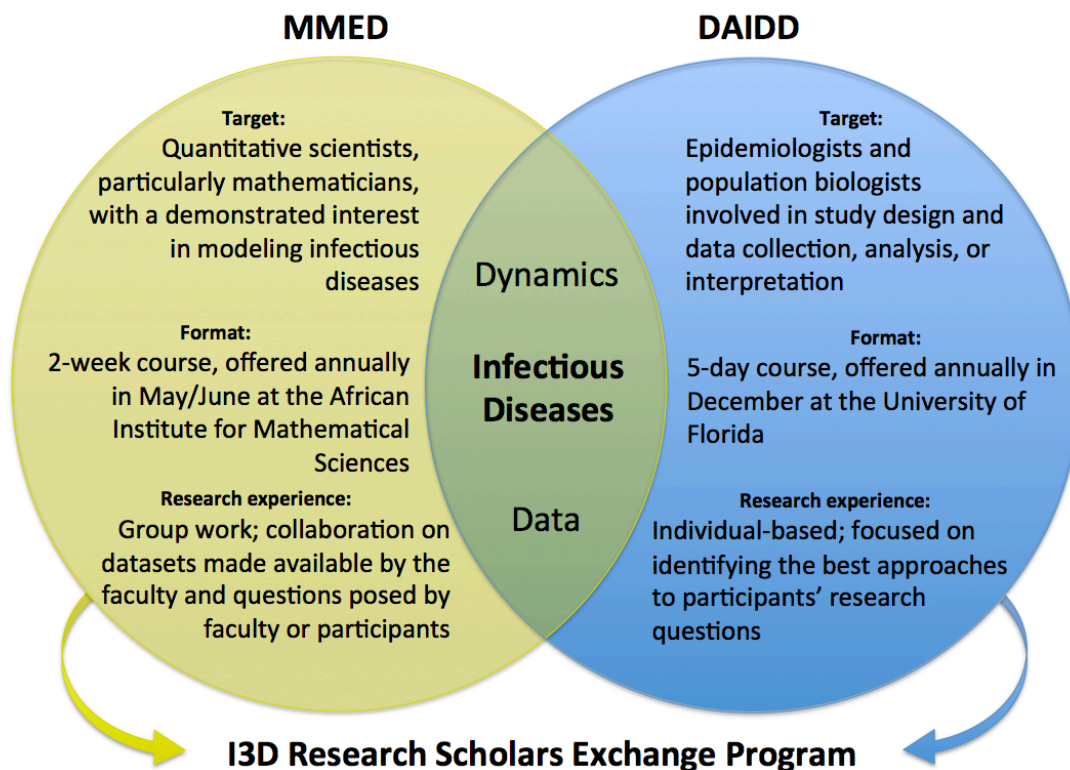 MMED
DAIDD
Target:
Quantitative scientists,
particularly mathematicians,
with a demonstrated interest
in modeling infectious
diseases
Format:
2-week course, offered annually
in May/June at the African
Institute for Mathematical
Sciences
Research experience:
Group work; collaboration on
datasets made available by the
faculty and questions posed by
faculty or participants
Dynamics
Infectious
Diseases
Data
Target:
Epidemiologists and
population biologists
involved in study design and
data collection, analysis, or
interpretation
Format:
5-day course, offered annually in
December at the University of
Florida
Research experience:
Individual-based; focused on
identifying the best approaches
to participants’ research
questions
I3D Research Scholars Exchange Program